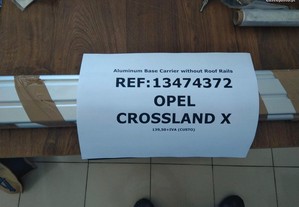 Aluminum Base Carrier without Roof Rails
REF:13474372
OPEL
CROSSLAND X